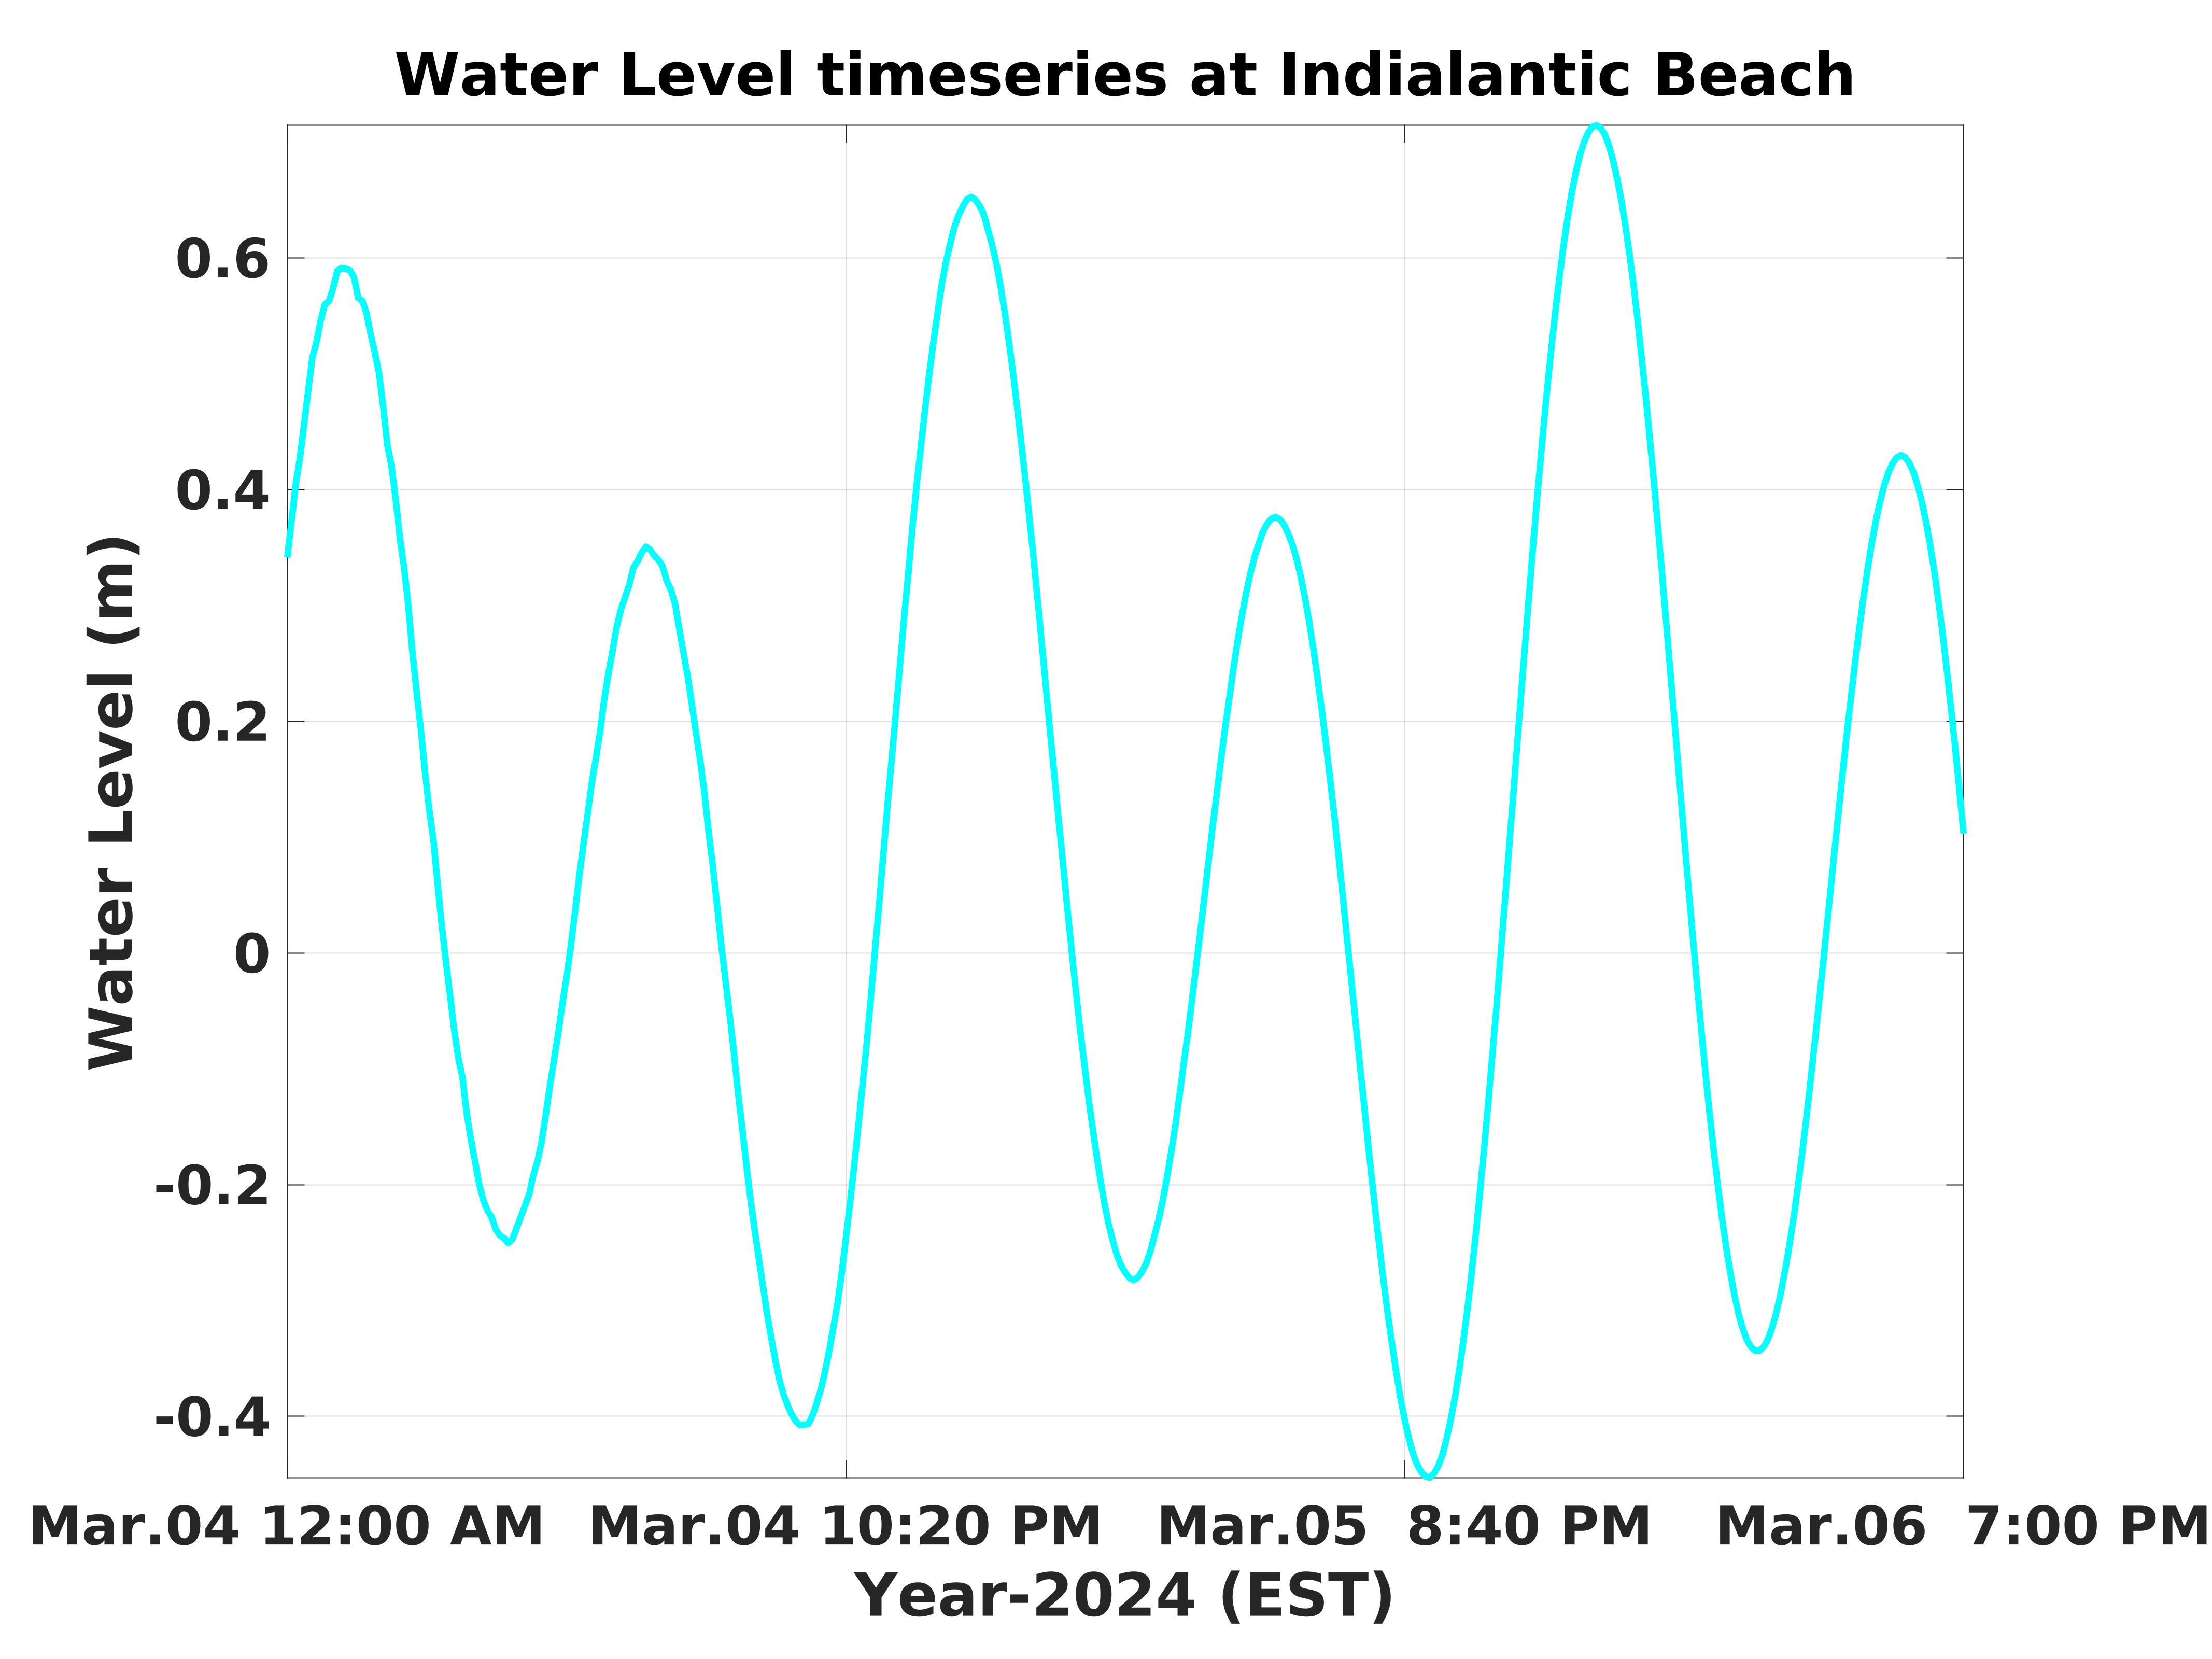 Water Level timeseries at Indialantic Beach
Water Level (m)
0.6
0.4
0.2
0
-0.2
-0.4
Mar.04 12:00 AM Mar.04 10:20 PM Mar.05 8:40 PM Mar.06 7:00 PM
Year-2024 (EST)